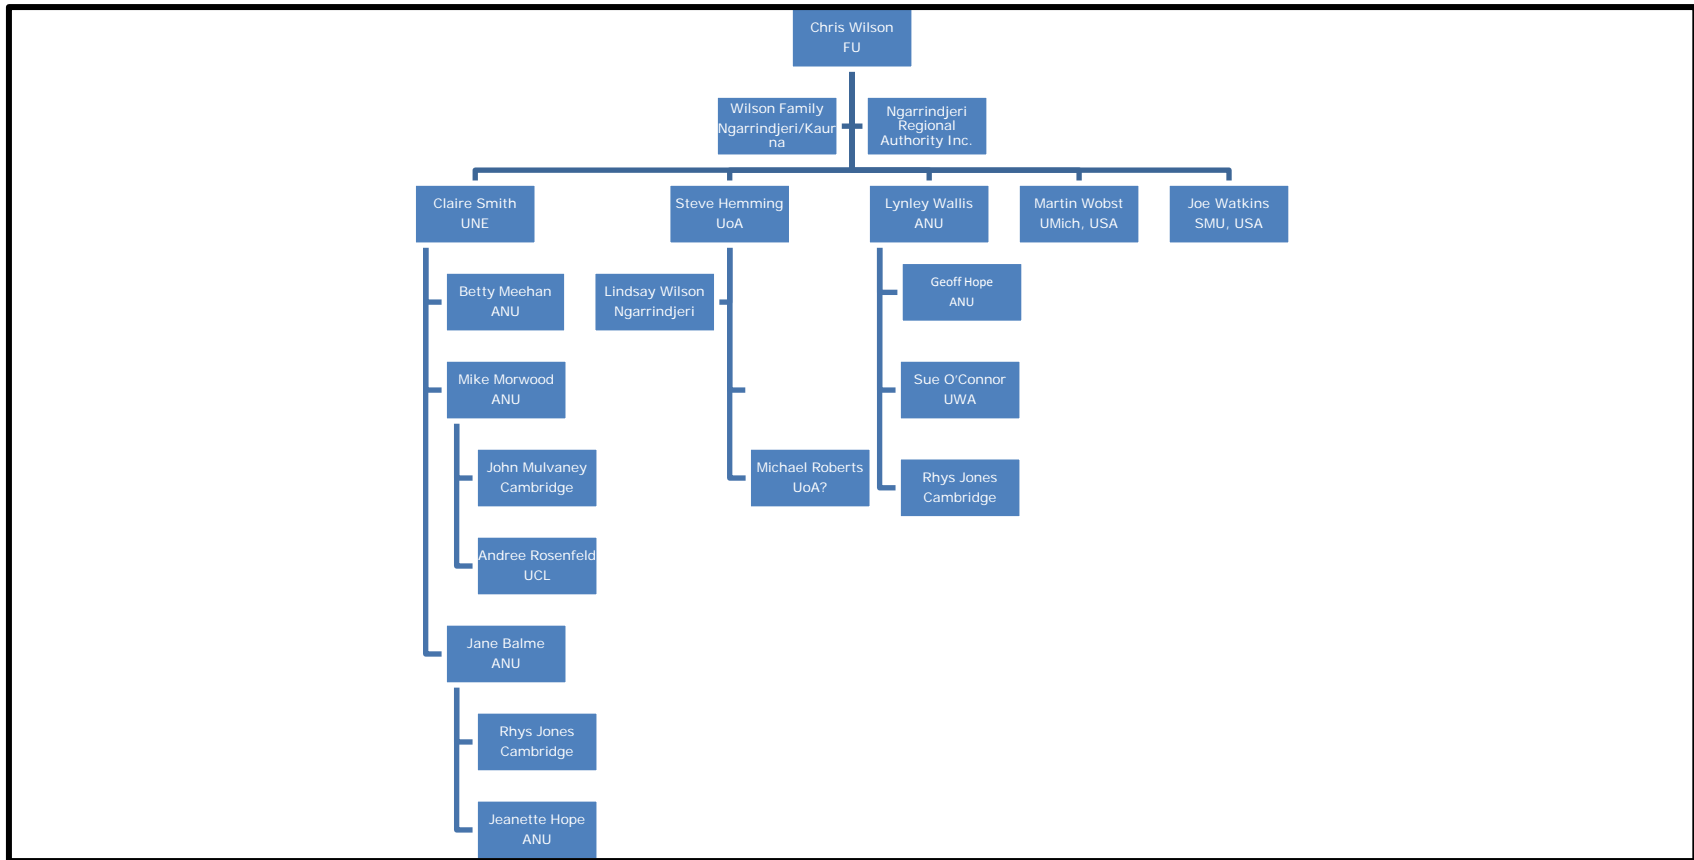 Chris Wilson
FU
Wilson Family
Ngarrindjeri/Kaur
na
Ngarrindjeri
Regional
Authority Inc.
Claire Smith
UNE
Steve Hemming
UoA
Lynley Wallis
ANU
Martin Wobst
UMich, USA
Joe Watkins
SMU, USA
Betty Meehan
ANU
Lindsay Wilson
Ngarrindjeri
Geoff Hope
ANU
Mike Morwood
ANU
Sue O'Connor
UWA
John Mulvaney
Cambridge
Michael Roberts
UoA?
Rhys Jones
Cambridge
Andree Rosenfeld
UCL
Jane Balme
ANU
Rhys Jones
Cambridge
Jeanette Hope
ANU